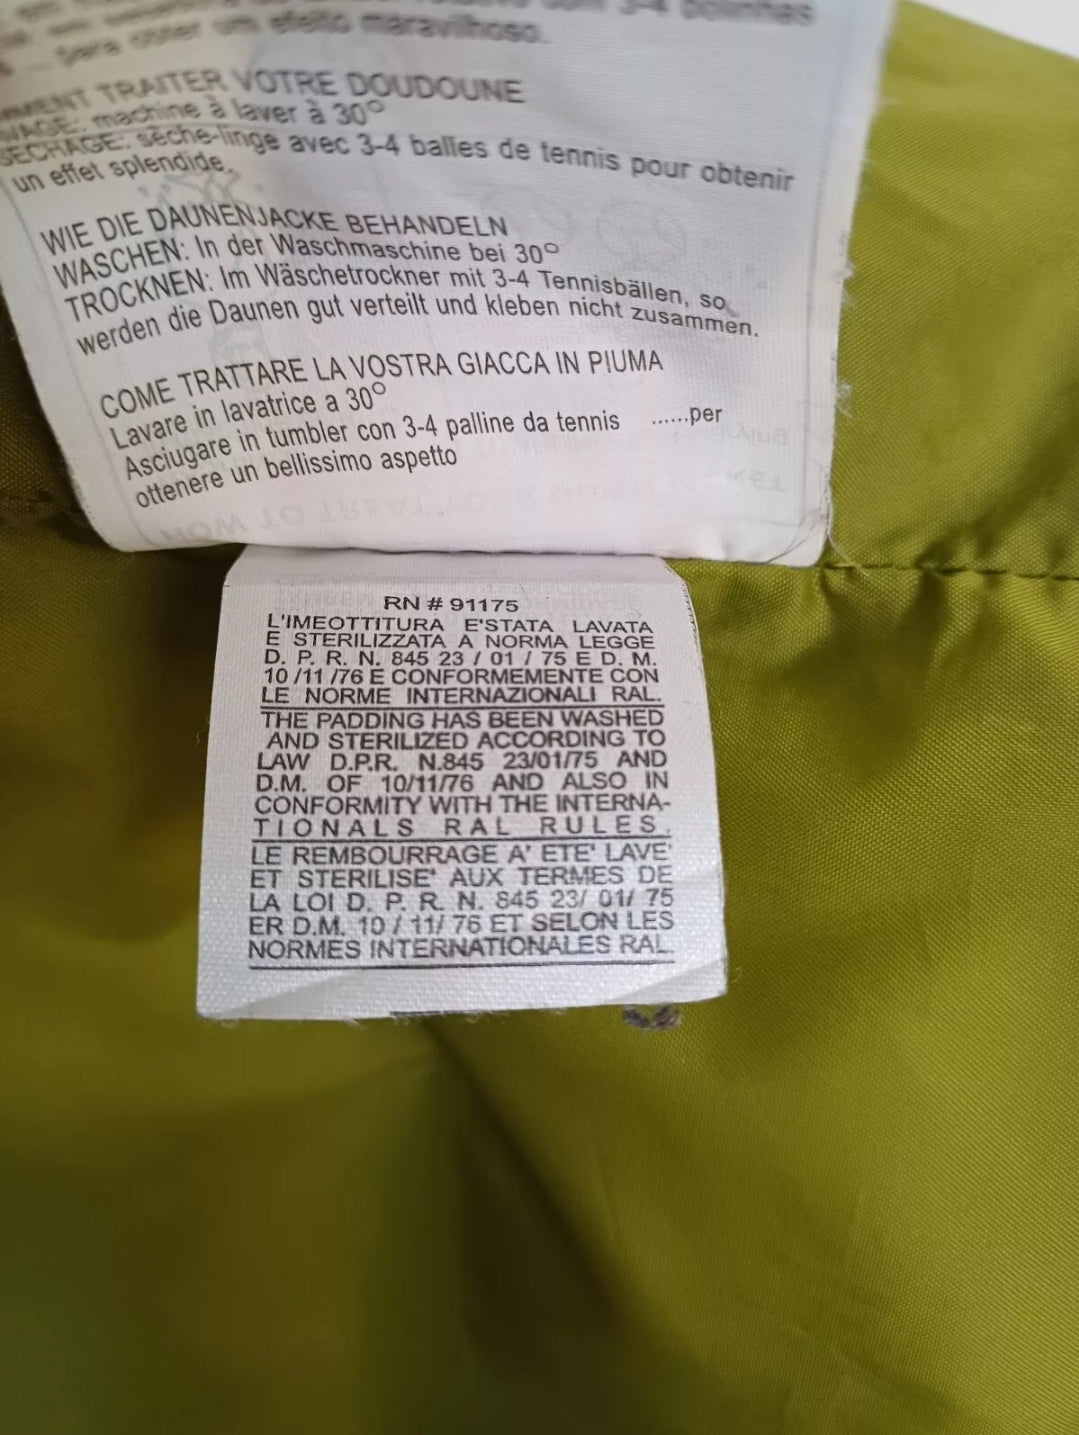 3-4 bolinhas
para obter um efeito maravilhoso.
TRAITER VOTRE DOUDOUNE
machine à laver à 30°
SECHAGE: sèche-linge avec 3-4 balles de tennis pour obtenir
un effet splendide.
WIE DIE DAUNENJACKE BEHANDELN
WASCHEN: In der Waschmaschine bei 30°
TROCKNEN: Im Wäschetrockner mit 3-4 Tennisbällen, so
werden die Daunen gut verteilt und kleben nicht zusammen.
COME TRATTARE LA VOSTRA GIACCA IN PIUMA
Lavare in lavatrice a 30°
Asciugare in tumbler con 3-4 palline da tennis ......per
ottenere un bellissimo aspetto
RN # 91175
L'IMEOTTITURA E'STATA LAVATA
E STERILIZZATA A NORMA LEGGE
D. P. R. N. 845 23 / 01 / 75 E D. M.
10 /11 /76 E CONFORMEMENTE CON
LE NORME INTERNAZIONALI RAL.
THE PADDING HAS BEEN WASHED
AND STERILIZED ACCORDING TO
LAW D.P.R. N.845 23/01/75 AND
D.M. OF 10/11/76 AND ALSO IN
CONFORMITY WITH THE INTERNA-
TIONALS RAL RULES.
LE REMBOURRAGE A' ETE' LAVE'
ET STERILISE' AUX TERMES DE
LA LOI D. P. R. N. 845 23/ 01/ 75
ER D.M. 10 / 11/ 76 ET SELON LES
NORMES INTERNATIONALES RAL.